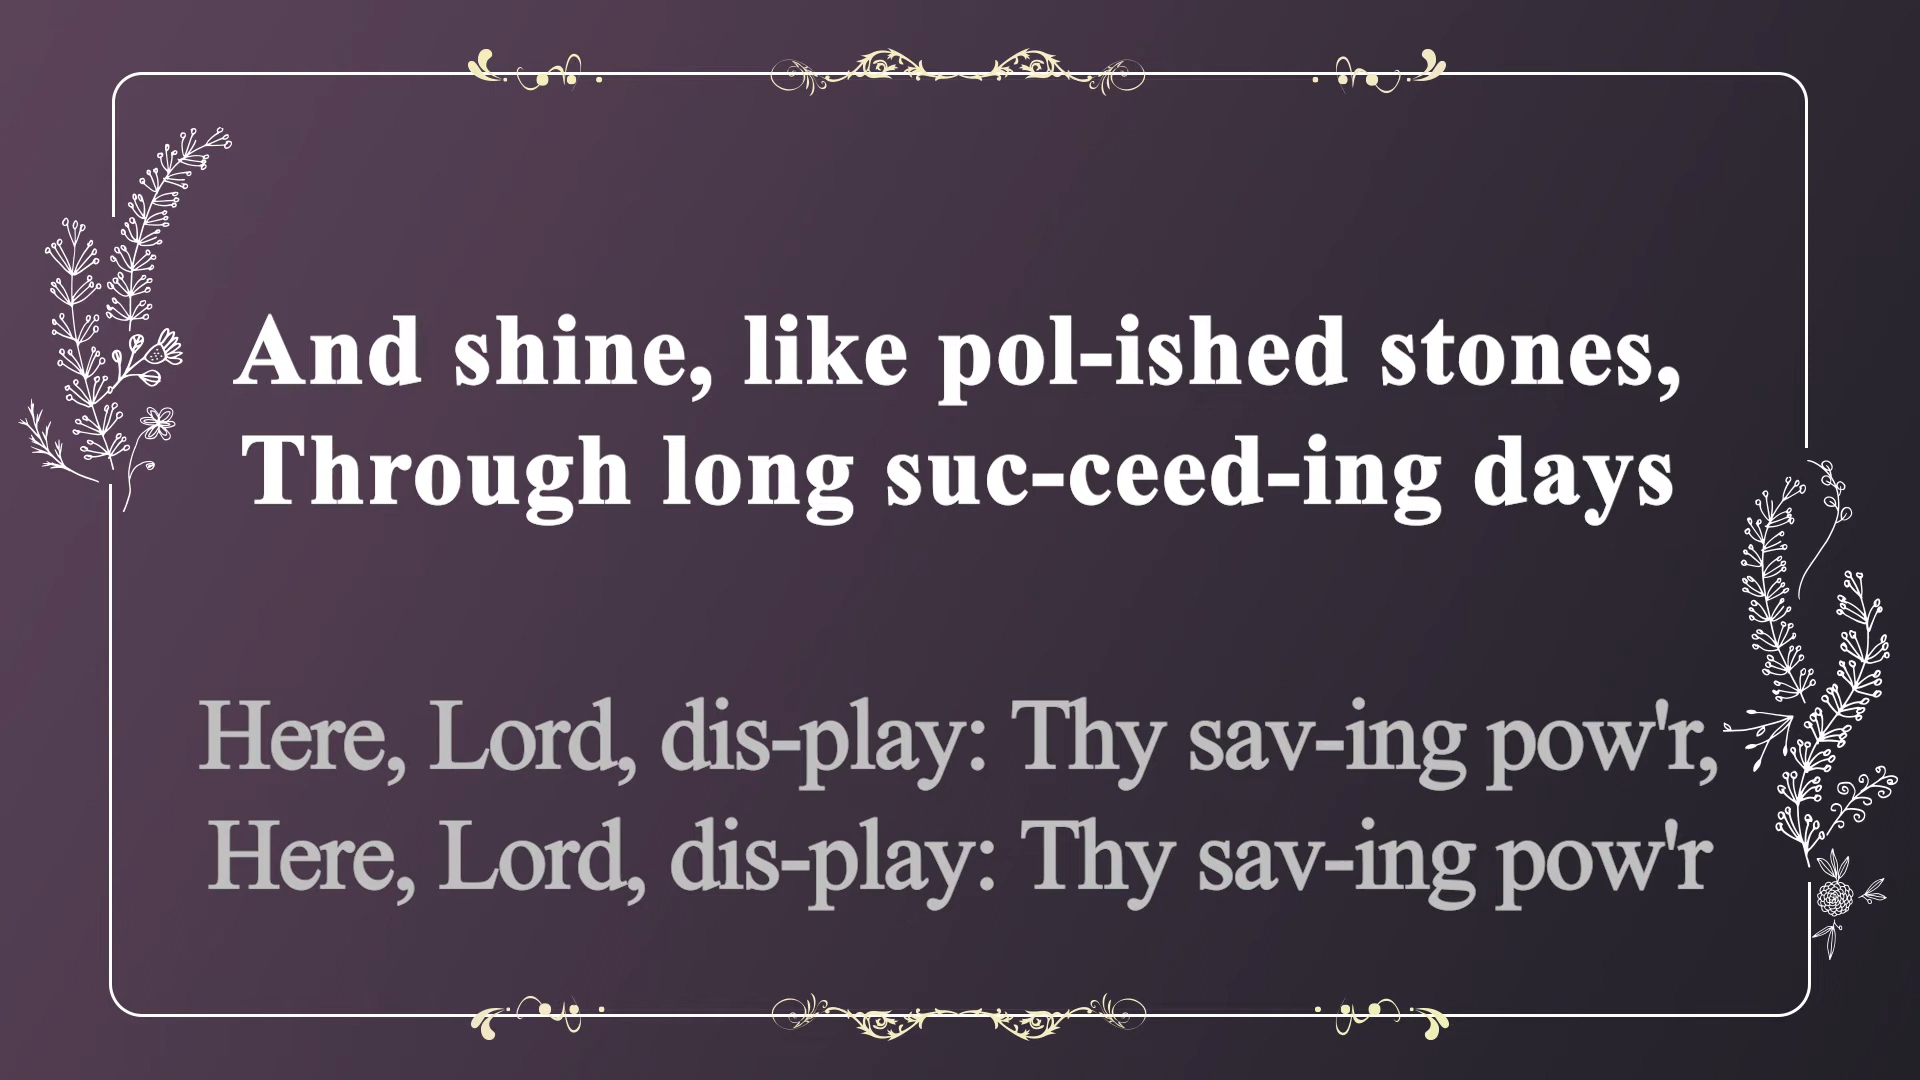 And shine, like pol-ished stones,
Through long suc-ceed-ing days
Here, Lord, dis-play: Thy sav-ing pow'r,
Here, Lord, dis-play: Thy sav-ing pow'r